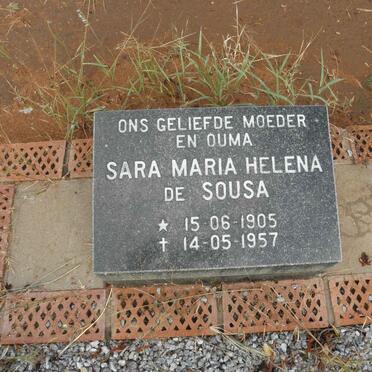 ONS GELIEFDE MOEDER
EN OUMA
SARA MARIA HELENA
DE SOUSA
★ 15-06-1905
✝ 14-05-1957